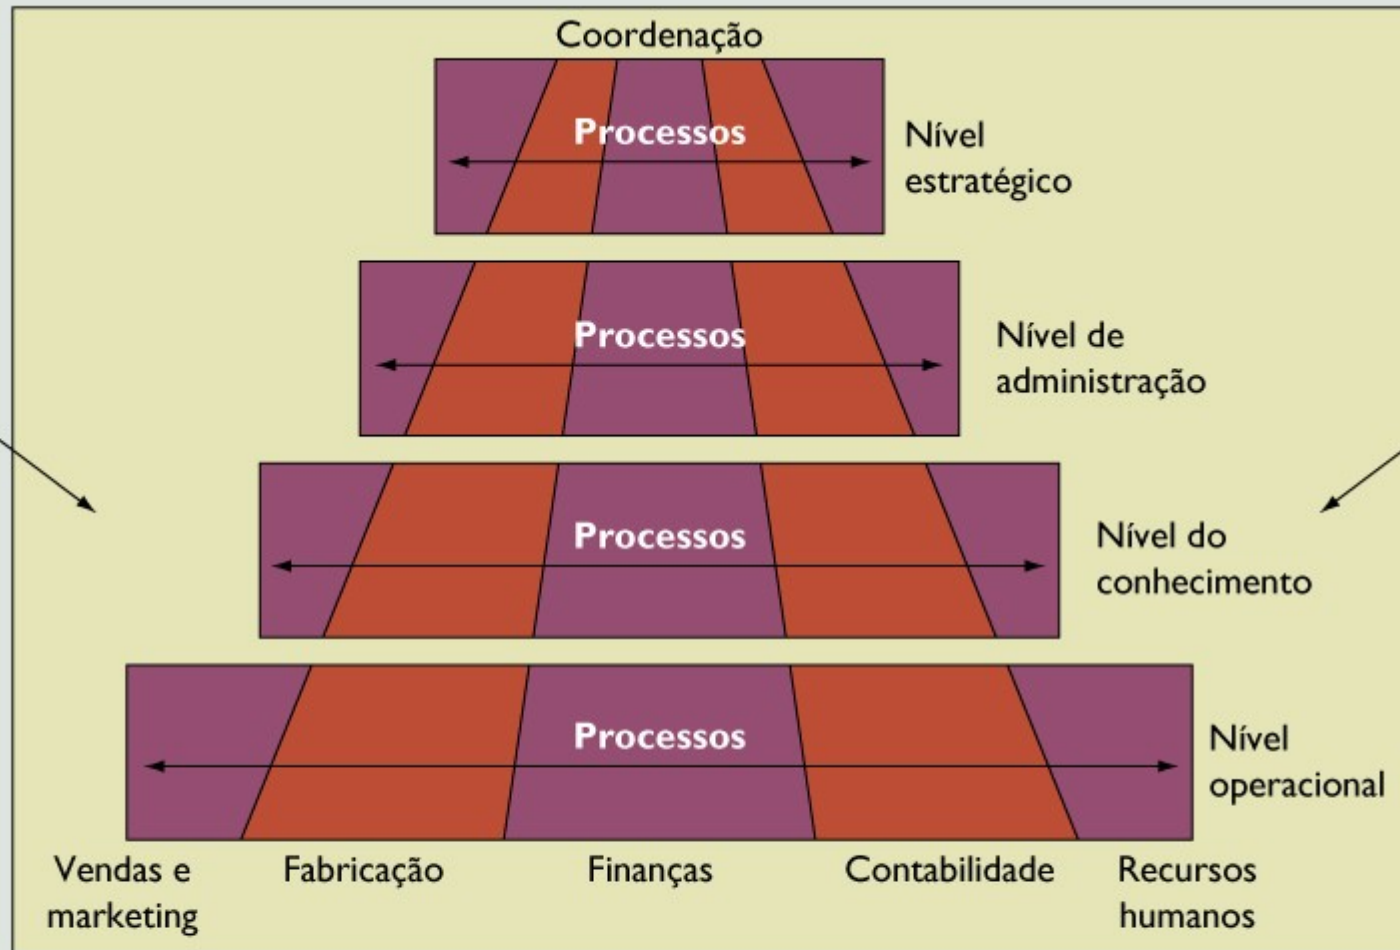 Coordenação
Processos
Nível
estratégico
Processos
Nível de
administração
Processos
Nível do
conhecimento
Processos
Nível
operacional
Vendas e
marketing
Fabricação
Finanças
Contabilidade
Recursos
humanos